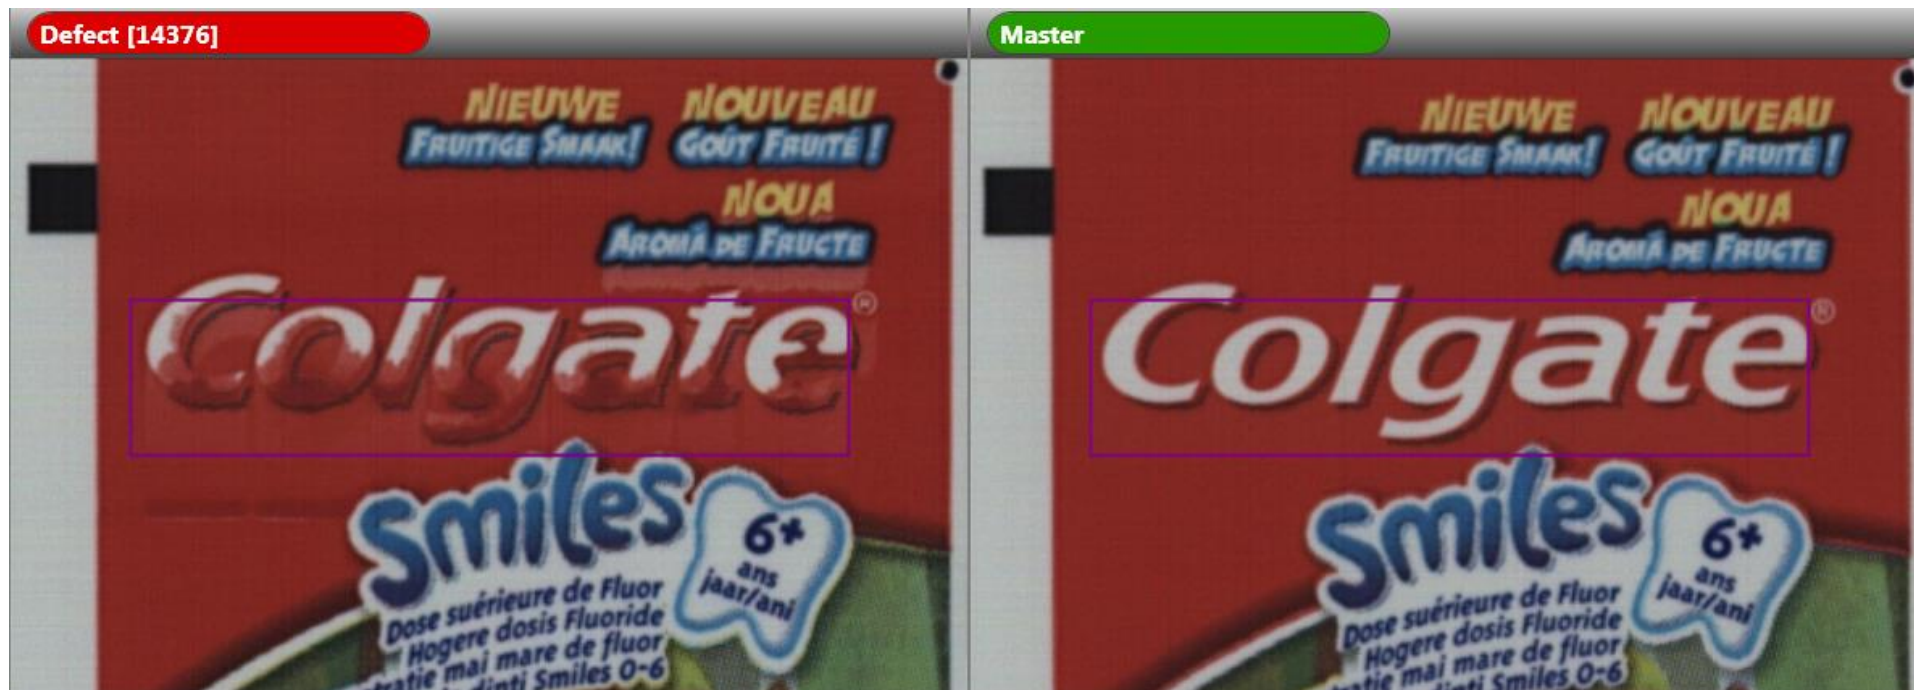 Defect [14376]
NIEUWE NOUVEAU
FRUITIGE SMAAK! GOÛT FRUITÉ !
NOUA
AROMĂ DE FRUCTE
Colgate®
Smiles
6+
ans
jaar/ani
Dose suérieure de Fluor
Hogere dosis Fluoride
mai mare de fluor
Smiles 0-6
Master
NIEUWE NOUVEAU
FRUITIGE SMAAK! GOÛT FRUITÉ !
NOUA
AROMĂ DE FRUCTE
Colgate®
Smiles
6+
ans
jaar/ani
Dose suérieure de Fluor
Hogere dosis Fluoride
mai mare de fluor
Smiles 0-6